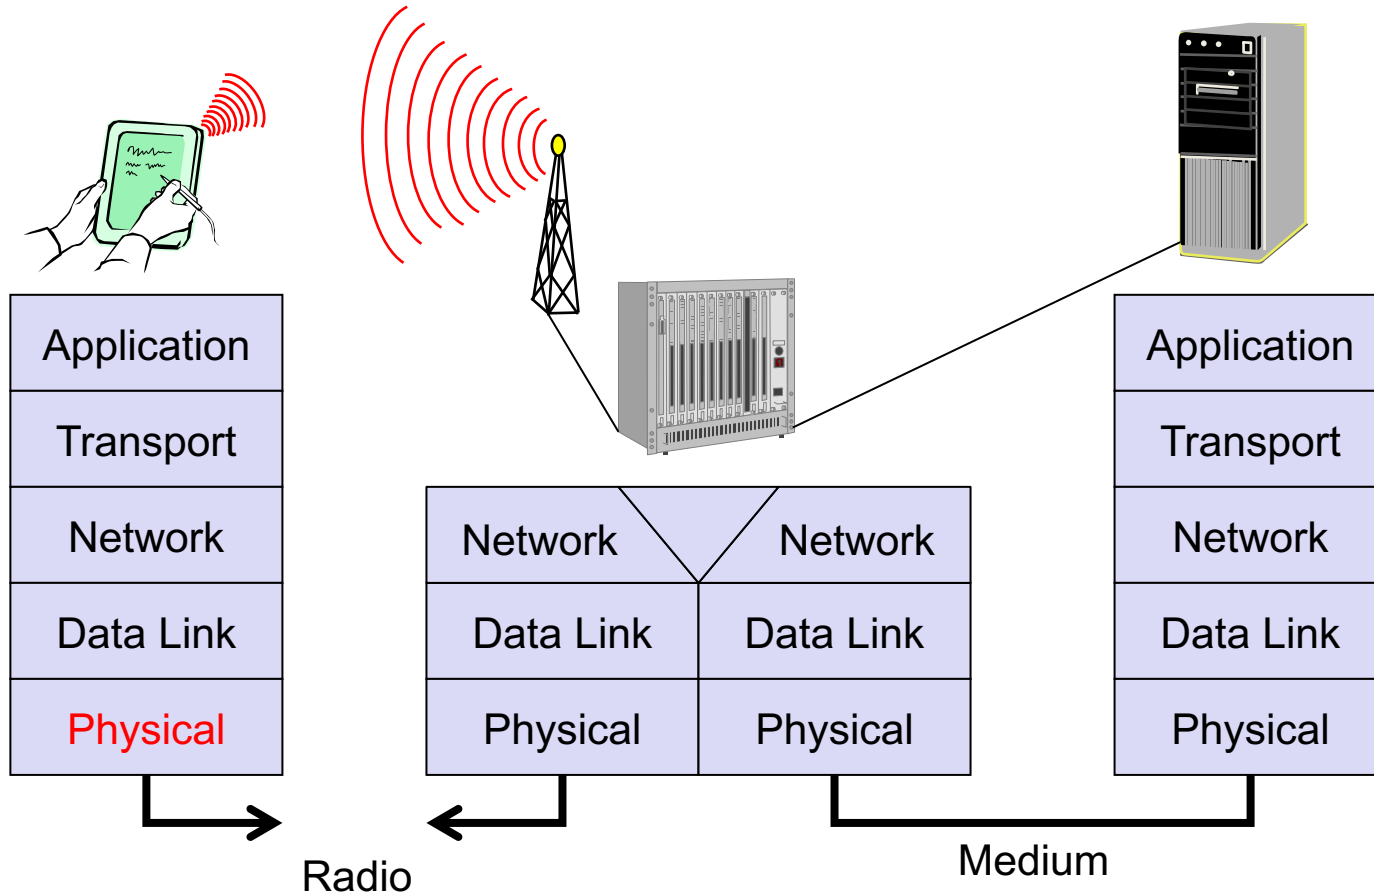 Application
Transport
Network
Data Link
Physical
Network
Data Link
Physical
Network
Data Link
Physical
Application
Transport
Network
Data Link
Physical
Radio
Medium